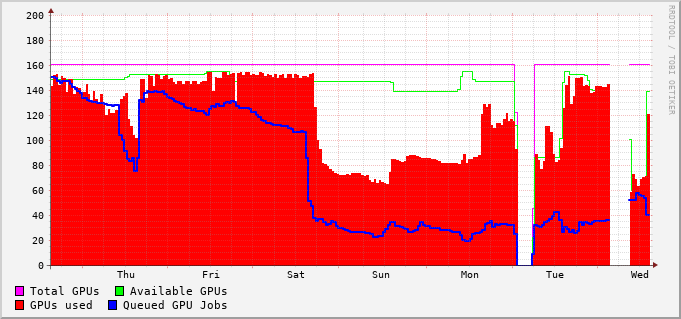 200
180
160
140
120
100
80
60
40
20
0
Thu Fri Sat Sun Mon Tue Wed
Total GPUs Available GPUs
GPUs used Queued GPU Jobs
RRDTOOL / TOBI OETIKER